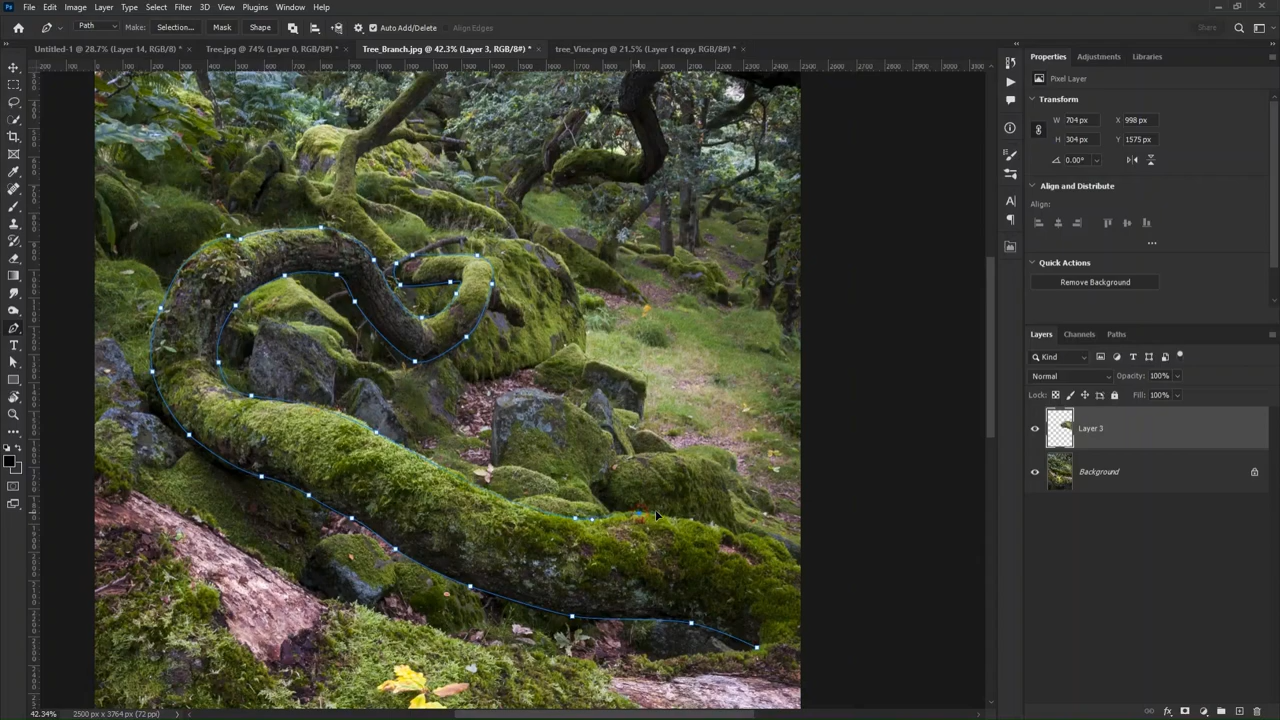 Ps File Edit Image Layer Type Select Filter 3D View Plugins Window Help
Path Make: Selection... Mask Shape Auto Add/Delete Align Edges Share
Untitled-1 @ 28.7% (Layer 14, RGB/8) * × Tree.jpg @ 74% (Layer 0, RGB/8#) * × Tree_Branch.jpg @ 42.3% (Layer 3, RGB/8#) * × tree_Vine.png @ 21.5% (Layer 1 copy, RGB/8#) * ×
Properties Adjustments Libraries
Pixel Layer
Transform
W 704 px X 998 px
H 304 px Y 1575 px
0.00°
Align and Distribute
Align:
...
Quick Actions
Remove Background
Layers Channels Paths
Kind
Normal Opacity: 100%
Lock: Fill: 100%
Layer 3
Background
42.34% 2500 px x 3764 px (72 ppi)